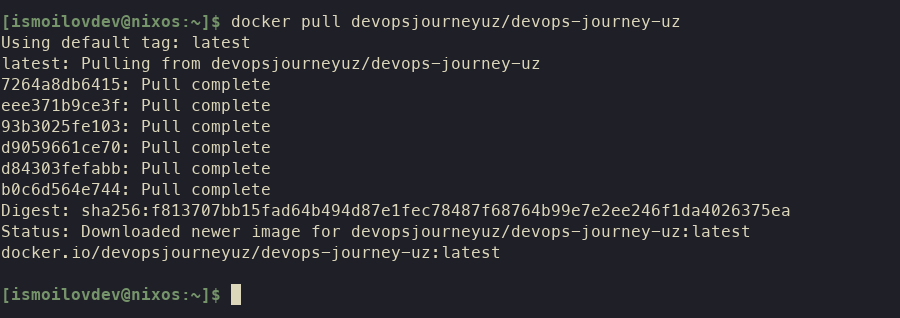 [ismoilovdev@nixos:~]$ docker pull devopsjourneyuz/devops-journey-uz
Using default tag: latest
latest: Pulling from devopsjourneyuz/devops-journey-uz
7264a8db6415: Pull complete
eee371b9ce3f: Pull complete
93b3025fe103: Pull complete
d9059661ce70: Pull complete
d84303fefabb: Pull complete
b0c6d564e744: Pull complete
Digest: sha256:f813707bb15fad64b494d87e1fec78487f68764b99e7e2ee246f1da4026375ea
Status: Downloaded newer image for devopsjourneyuz/devops-journey-uz:latest
docker.io/devopsjourneyuz/devops-journey-uz:latest
[ismoilovdev@nixos:~]$